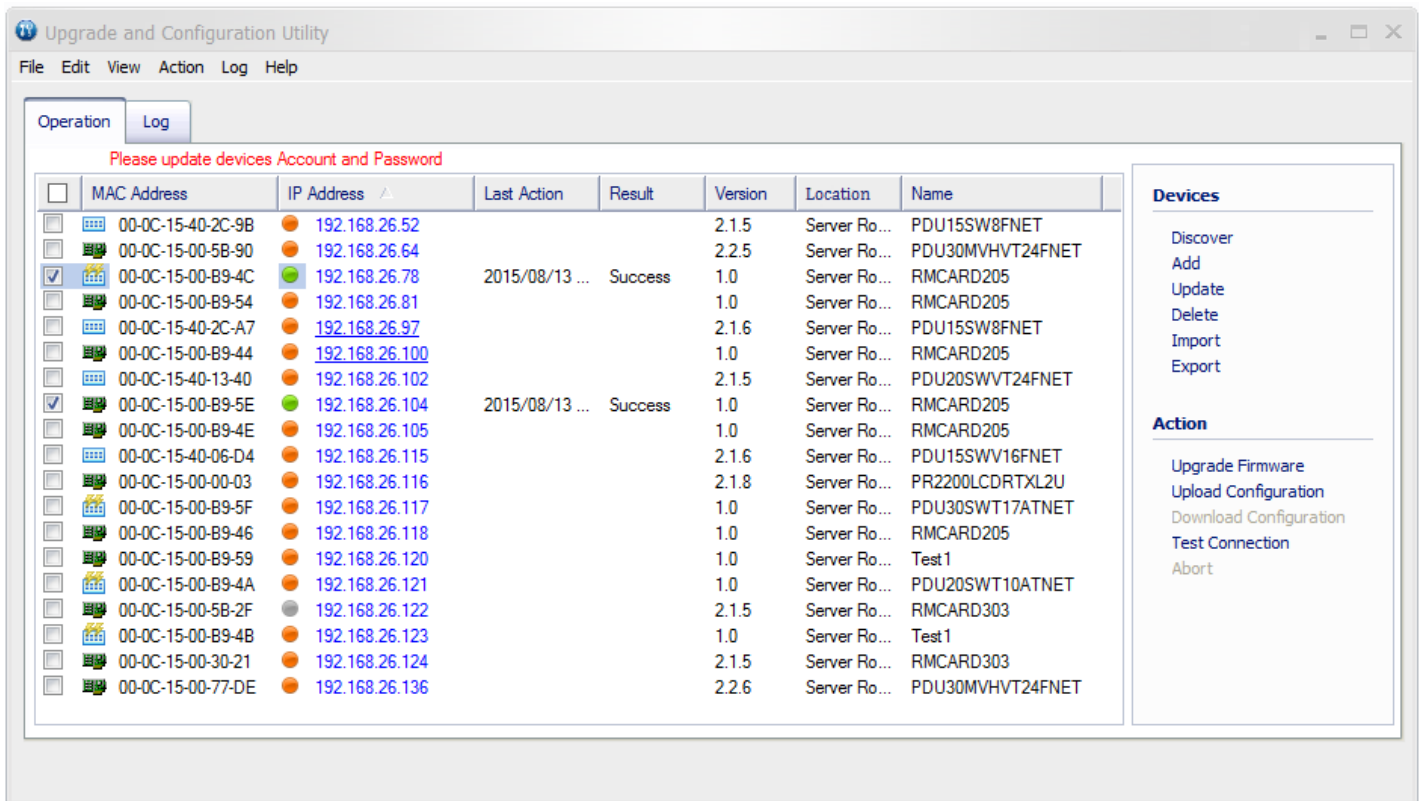 Upgrade and Configuration Utility
File Edit View Action Log Help
Operation Log
Please update devices Account and Password
MAC Address IP Address Last Action Result Version Location Name
00-0C-15-40-2C-9B 192.168.26.52 2.1.5 Server Ro... PDU15SW8FNET
00-0C-15-00-5B-90 192.168.26.64 2.2.5 Server Ro... PDU30MVHVT24FNET
00-0C-15-00-B9-4C 192.168.26.78 2015/08/13 ... Success 1.0 Server Ro... RMCARD205
00-0C-15-00-B9-54 192.168.26.81 1.0 Server Ro... RMCARD205
00-0C-15-40-2C-A7 192.168.26.97 2.1.6 Server Ro... PDU15SW8FNET
00-0C-15-00-B9-44 192.168.26.100 1.0 Server Ro... RMCARD205
00-0C-15-40-13-40 192.168.26.102 2.1.5 Server Ro... PDU20SWVT24FNET
00-0C-15-00-B9-5E 192.168.26.104 2015/08/13 ... Success 1.0 Server Ro... RMCARD205
00-0C-15-00-B9-4E 192.168.26.105 1.0 Server Ro... RMCARD205
00-0C-15-40-06-D4 192.168.26.115 2.1.6 Server Ro... PDU15SWV16FNET
00-0C-15-00-00-03 192.168.26.116 2.1.8 Server Ro... PR2200LCDRTXL2U
00-0C-15-00-B9-5F 192.168.26.117 1.0 Server Ro... PDU30SWT17ATNET
00-0C-15-00-B9-46 192.168.26.118 1.0 Server Ro... RMCARD205
00-0C-15-00-B9-59 192.168.26.120 1.0 Server Ro... Test1
00-0C-15-00-B9-4A 192.168.26.121 1.0 Server Ro... PDU20SWT10ATNET
00-0C-15-00-5B-2F 192.168.26.122 2.1.5 Server Ro... RMCARD303
00-0C-15-00-B9-4B 192.168.26.123 1.0 Server Ro... Test1
00-0C-15-00-30-21 192.168.26.124 2.1.5 Server Ro... RMCARD303
00-0C-15-00-77-DE 192.168.26.136 2.2.6 Server Ro... PDU30MVHVT24FNET
Devices
Discover
Add
Update
Delete
Import
Export
Action
Upgrade Firmware
Upload Configuration
Download Configuration
Test Connection
Abort